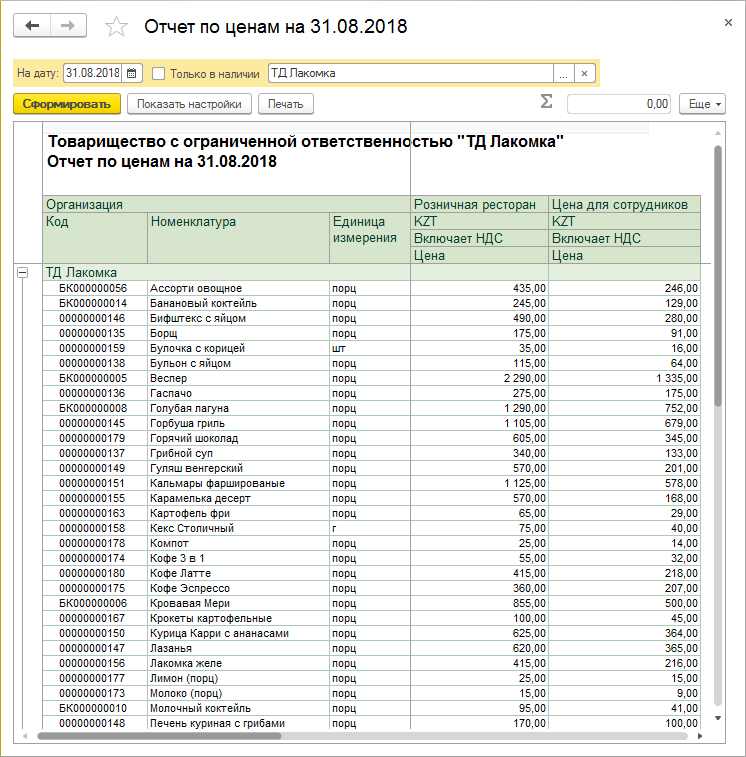 Отчет по ценам на 31.08.2018
На дату: 31.08.2018 Только в наличии ТД Лакомка ... ×
Сформировать Показать настройки Печать Σ 0,00 Еще
Товарищество с ограниченной ответственностью "ТД Лакомка"
Отчет по ценам на 31.08.2018
Организация Розничная ресторан Цена для сотрудников
Код Номенклатура Единица измерения KZT KZT
Включает НДС Включает НДС
Цена Цена
ТД Лакомка
БК000000056 Ассорти овощное порц 435,00 246,00
БК000000014 Банановый коктейль порц 245,00 129,00
00000000146 Бифштекс с яйцом порц 490,00 280,00
00000000135 Борщ порц 175,00 91,00
00000000159 Булочка с корицей шт 35,00 16,00
00000000138 Бульон с яйцом порц 115,00 64,00
БК000000005 Веспер порц 2 290,00 1 335,00
00000000136 Гаспачо порц 275,00 175,00
БК000000008 Голубая лагуна порц 1 290,00 752,00
00000000145 Горбуша гриль порц 1 105,00 679,00
00000000179 Горячий шоколад порц 605,00 345,00
00000000137 Грибной суп порц 340,00 133,00
00000000149 Гуляш венгерский порц 570,00 201,00
00000000151 Кальмары фаршированые порц 1 125,00 578,00
00000000155 Карамелька десерт порц 570,00 168,00
00000000163 Картофель фри порц 65,00 29,00
00000000158 Кекс Столичный г 75,00 40,00
00000000178 Компот порц 25,00 14,00
00000000174 Кофе 3 в 1 порц 55,00 32,00
00000000180 Кофе Латте порц 415,00 218,00
00000000175 Кофе Эспрессо порц 360,00 207,00
БК000000006 Кровавая Мери порц 855,00 500,00
00000000167 Крокеты картофельные порц 100,00 45,00
00000000150 Курица Карри с ананасами порц 625,00 364,00
00000000147 Лазанья порц 620,00 365,00
00000000156 Лакомка желе порц 415,00 216,00
00000000177 Лимон (порц) порц 25,00 15,00
00000000173 Молоко (порц) порц 15,00 9,00
БК000000010 Молочный коктейль порц 95,00 41,00
00000000148 Печень куриная с грибами порц 170,00 100,00